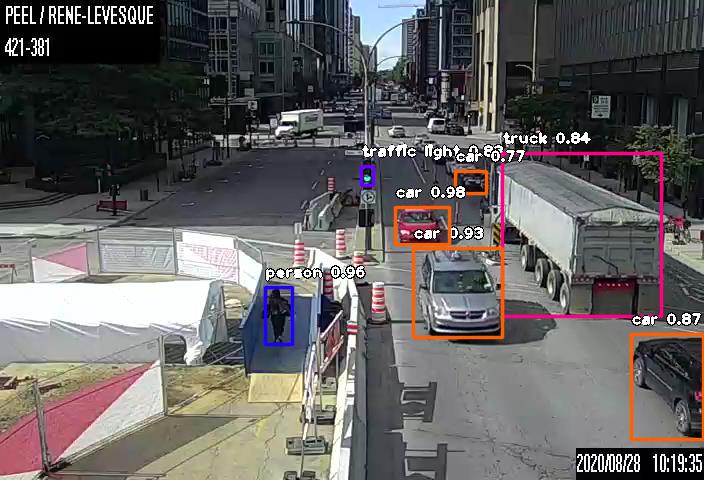 PEEL / RENE-LEVESQUE
421-381
truck 0.84
traffic light 0.8
car 0.77
car 0.98
car 0.93
person 0.96
car 0.87
2020/08/28 10:19:35